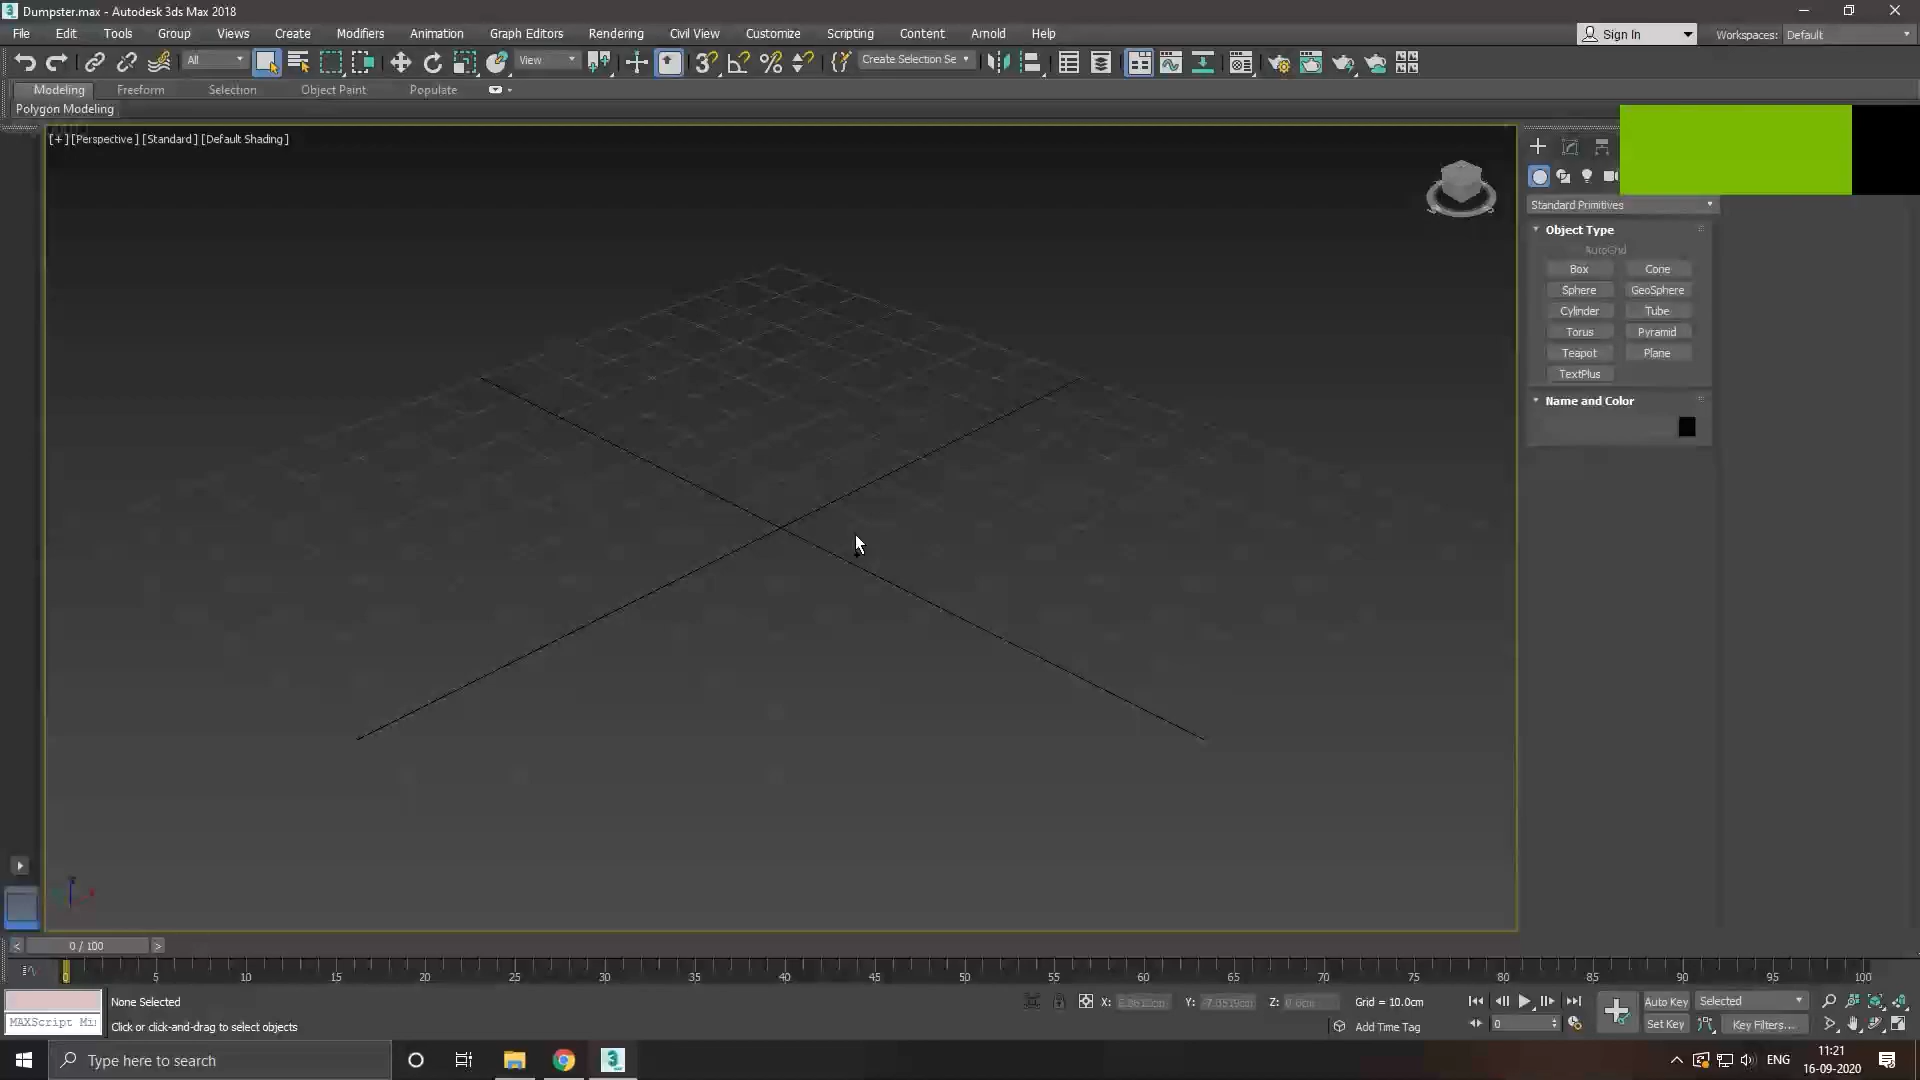 Dumpster.max - Autodesk 3ds Max 2018
File Edit Tools Group Views Create Modifiers Animation Graph Editors Rendering Civil View Customize Scripting Content Arnold Help
Sign In
Workspaces: Default
All
View
Create Selection Se
Modeling Freeform Selection Object Paint Populate
Polygon Modeling
[+] [Perspective] [Standard] [Default Shading]
Standard Primitives
Object Type
AutoGrid
Box Cone
Sphere GeoSphere
Cylinder Tube
Torus Pyramid
Teapot Plane
TextPlus
Name and Color
< 0 / 100 >
0 5 10 15 20 25 30 35 40 45 50 55 60 65 70 75 80 85 90 95 100
None Selected
X: Y: Z: Grid = 10.0cm
Auto Key Selected
MAXScript Mi
Click or click-and-drag to select objects
Add Time Tag
0
Set Key Key Filters...
Type here to search
ENG
11:21
16-09-2020